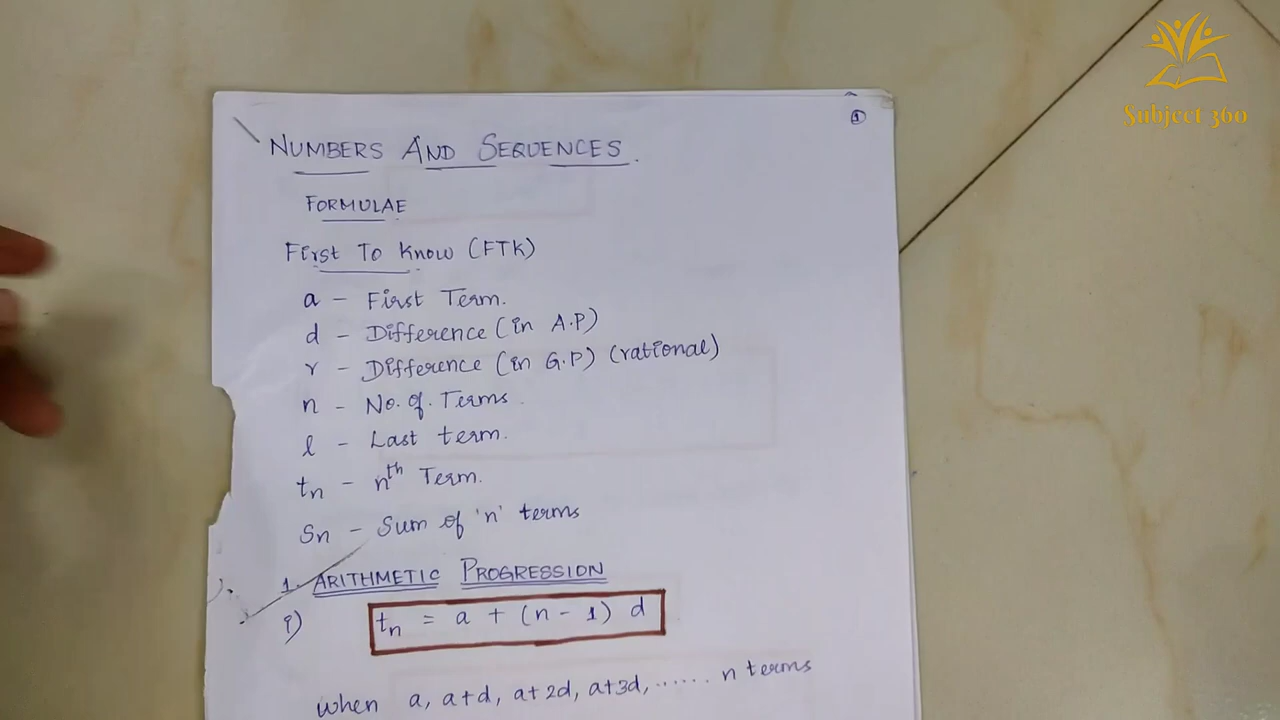 Subject 360
1
NUMBERS AND SEQUENCES.
FORMULAE
First To Know (FTK)
a - First Term.
d - Difference (in A.P)
r - Difference (in G.P) (rational)
n - No. of. Terms.
l - Last term.
tn - nth Term.
Sn - Sum of 'n' terms
1. ARITHMETIC PROGRESSION
i) tn = a + (n - 1) d
when a, a+d, a+2d, a+3d, ...... n terms